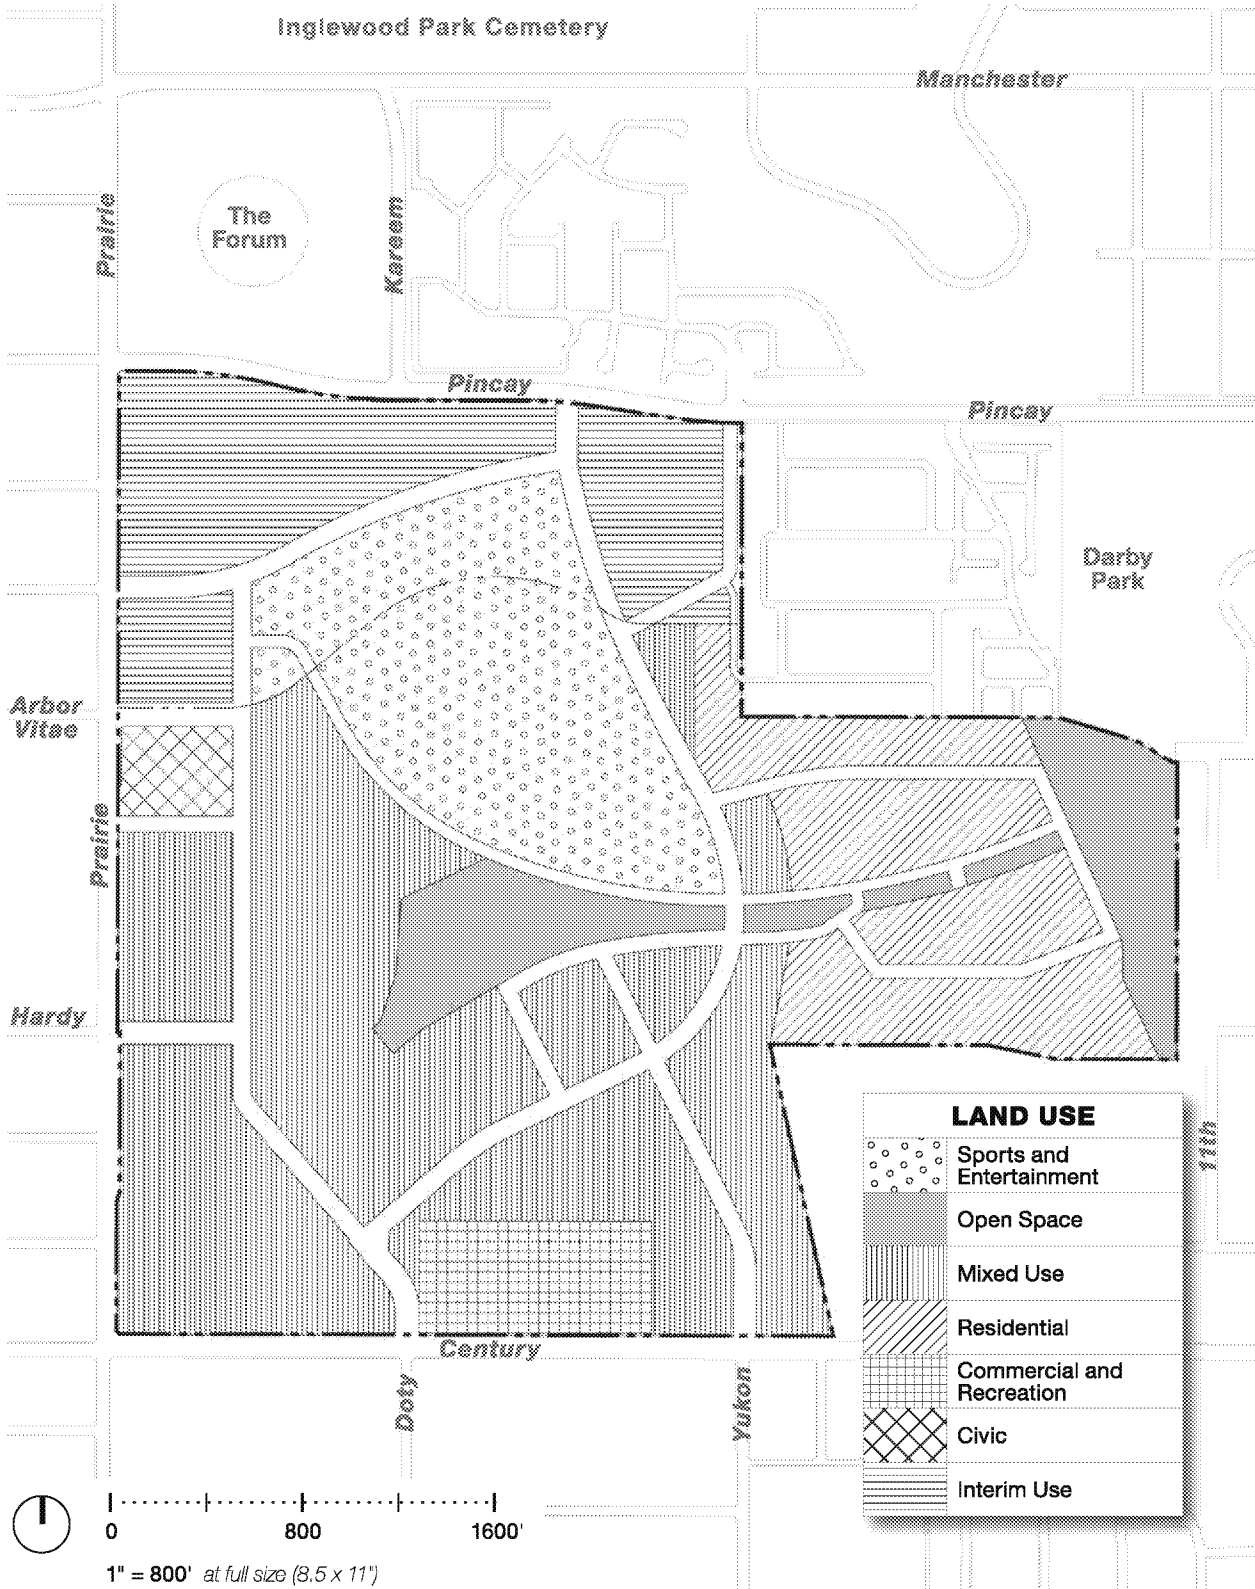 Inglewood Park Cemetery
Manchester
Prairie
The
Forum
Kareem
Pincay
Pincay
Darby
Park
Arbor
Vitae
Prairie
Hardy
11th
Century
Doty
Yukon
LAND USE
Sports and
Entertainment
Open Space
Mixed Use
Residential
Commercial and
Recreation
Civic
Interim Use
0 800 1600'
1" = 800' at full size (8.5 x 11")